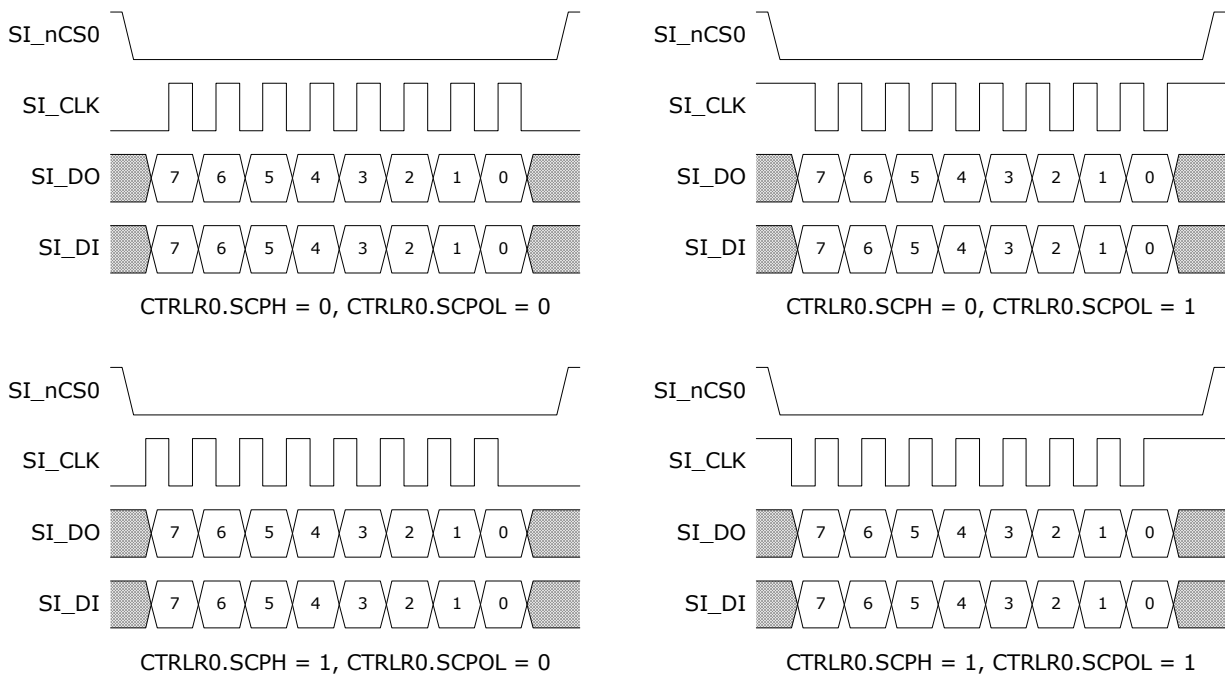 SI_nCS0
SI_CLK
SI_DO 7 6 5 4 3 2 1 0
SI_DI 7 6 5 4 3 2 1 0
CTRLR0.SCPH = 0, CTRLR0.SCPOL = 0
SI_nCS0
SI_CLK
SI_DO 7 6 5 4 3 2 1 0
SI_DI 7 6 5 4 3 2 1 0
CTRLR0.SCPH = 0, CTRLR0.SCPOL = 1
SI_nCS0
SI_CLK
SI_DO 7 6 5 4 3 2 1 0
SI_DI 7 6 5 4 3 2 1 0
CTRLR0.SCPH = 1, CTRLR0.SCPOL = 0
SI_nCS0
SI_CLK
SI_DO 7 6 5 4 3 2 1 0
SI_DI 7 6 5 4 3 2 1 0
CTRLR0.SCPH = 1, CTRLR0.SCPOL = 1